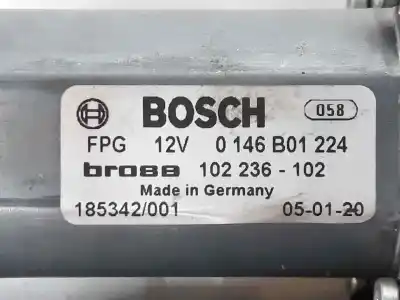 BOSCH 058
FPG 12V 0 146 B01 224
brose 102 236 - 102
Made in Germany
185342/001 05-01-20